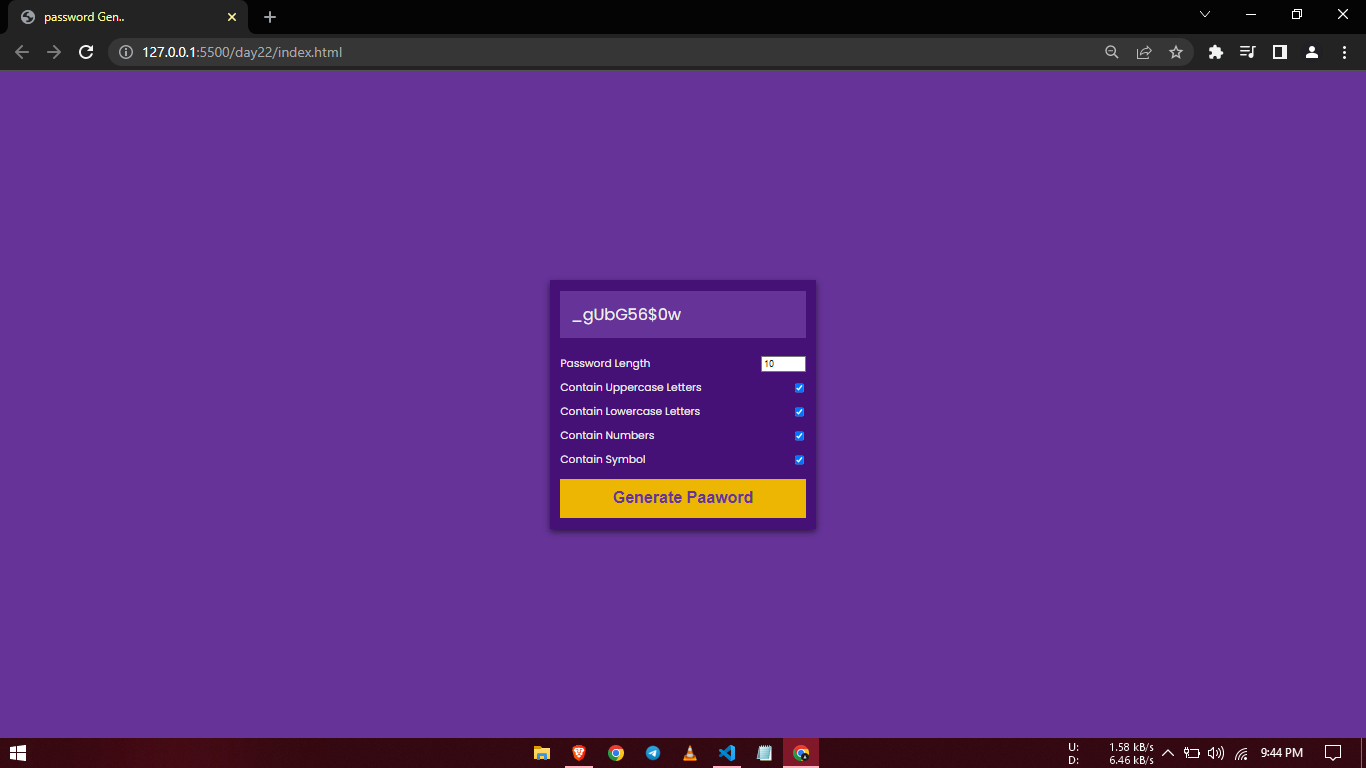 password Gen..
127.0.0.1:5500/day22/index.html
_gUbG56$0w
Password Length 10
Contain Uppercase Letters
Contain Lowercase Letters
Contain Numbers
Contain Symbol
Generate Paaword
U: 1.58 kB/s
D: 6.46 kB/s
9:44 PM